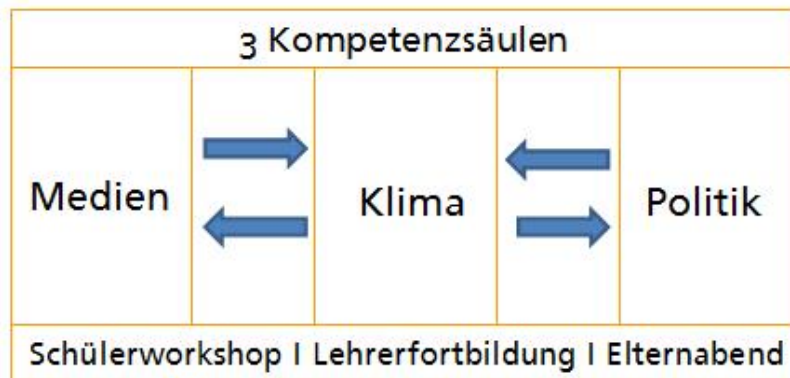 3 Kompetenzsäulen
Medien
Klima
Politik
Schülerworkshop I Lehrerfortbildung I Elternabend